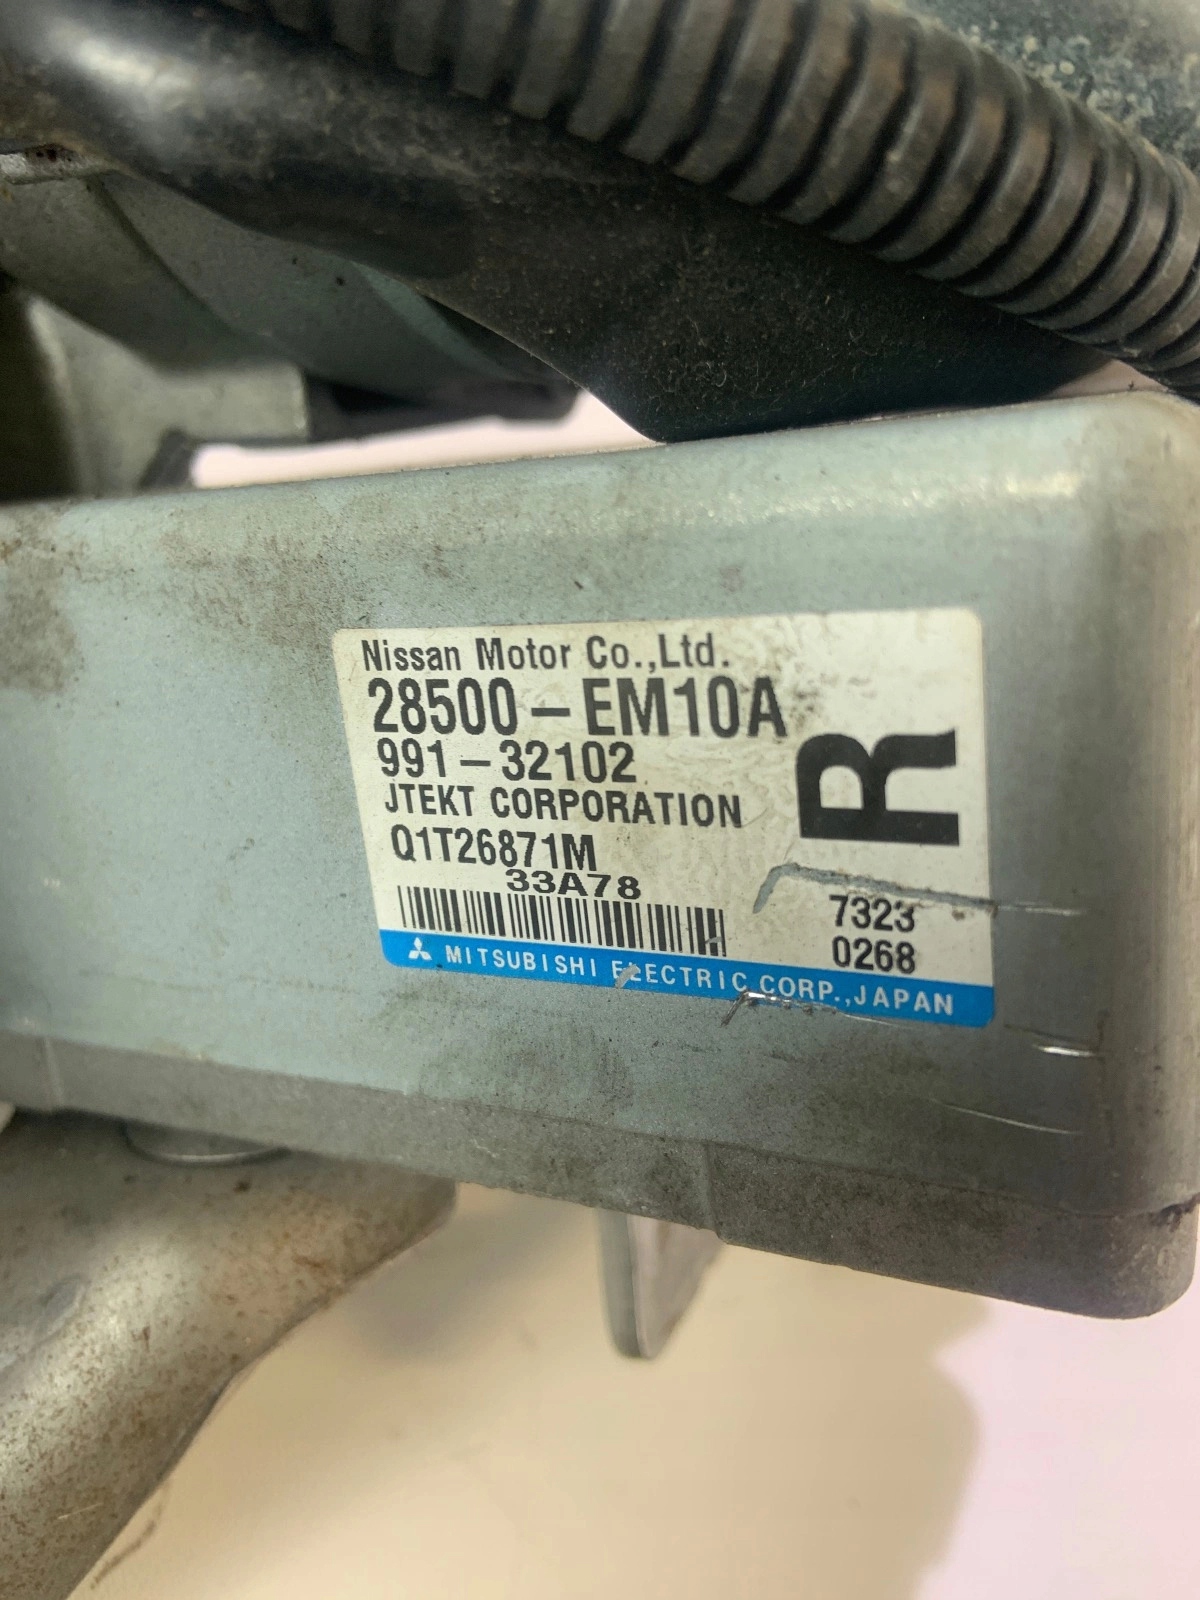 Nissan Motor Co.,Ltd.
28500-EM10A
991-32102
JTEKT CORPORATION
Q1T26871M
33A78
R
7323
0268
MITSUBISHI ELECTRIC CORP.,JAPAN